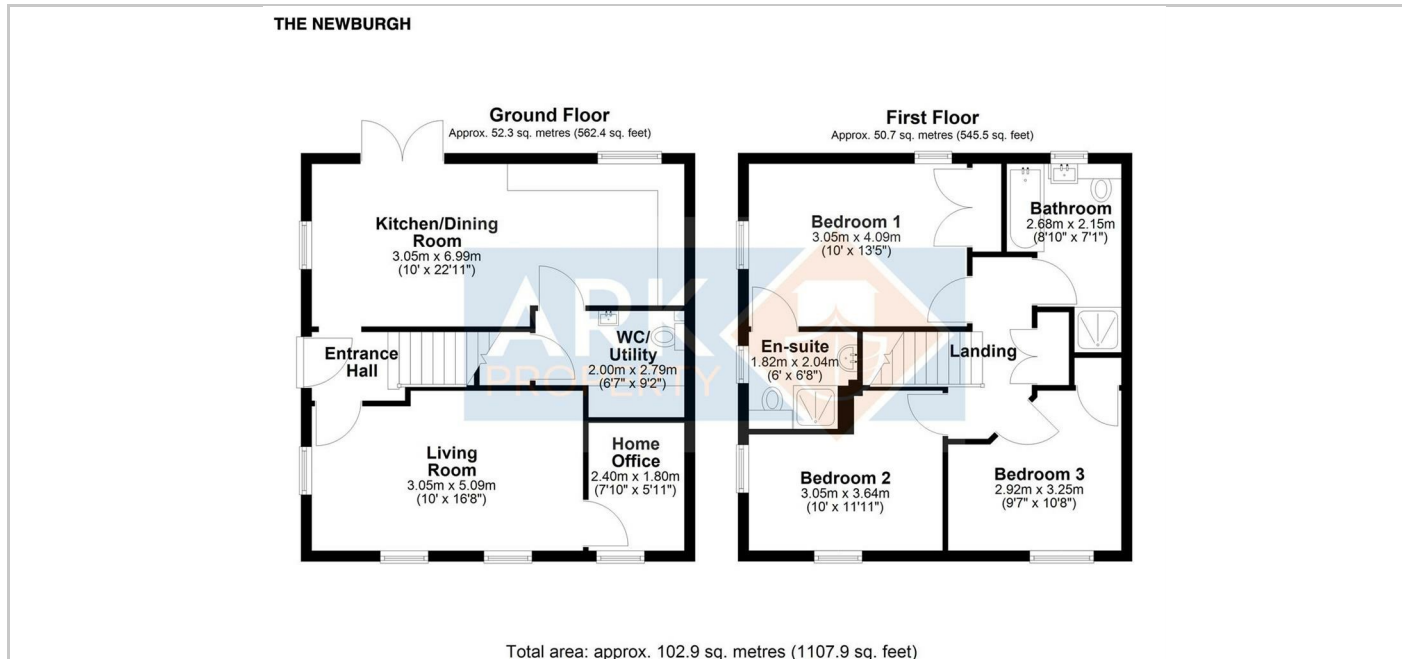 THE NEWBURGH
Ground Floor
Approx. 52.3 sq. metres (562.4 sq. feet)
Kitchen/Dining
Room
3.05m x 6.99m
(10' x 22'11")
WC/
Utility
2.00m x 2.79m
(6'7" x 9'2")
Entrance
Hall
Living
Room
3.05m x 5.09m
(10' x 16'8")
Home
Office
2.40m x 1.80m
(7'10" x 5'11")
First Floor
Approx. 50.7 sq. metres (545.5 sq. feet)
Bedroom 1
3.05m x 4.09m
(10' x 13'5")
Bathroom
2.68m x 2.15m
(8'10" x 7'1")
En-suite
1.82m x 2.04m
(6' x 6'8")
Landing
Bedroom 2
3.05m x 3.64m
(10' x 11'11")
Bedroom 3
2.92m x 3.25m
(9'7" x 10'8")
ARK
PROPERTY
Total area: approx. 102.9 sq. metres (1107.9 sq. feet)